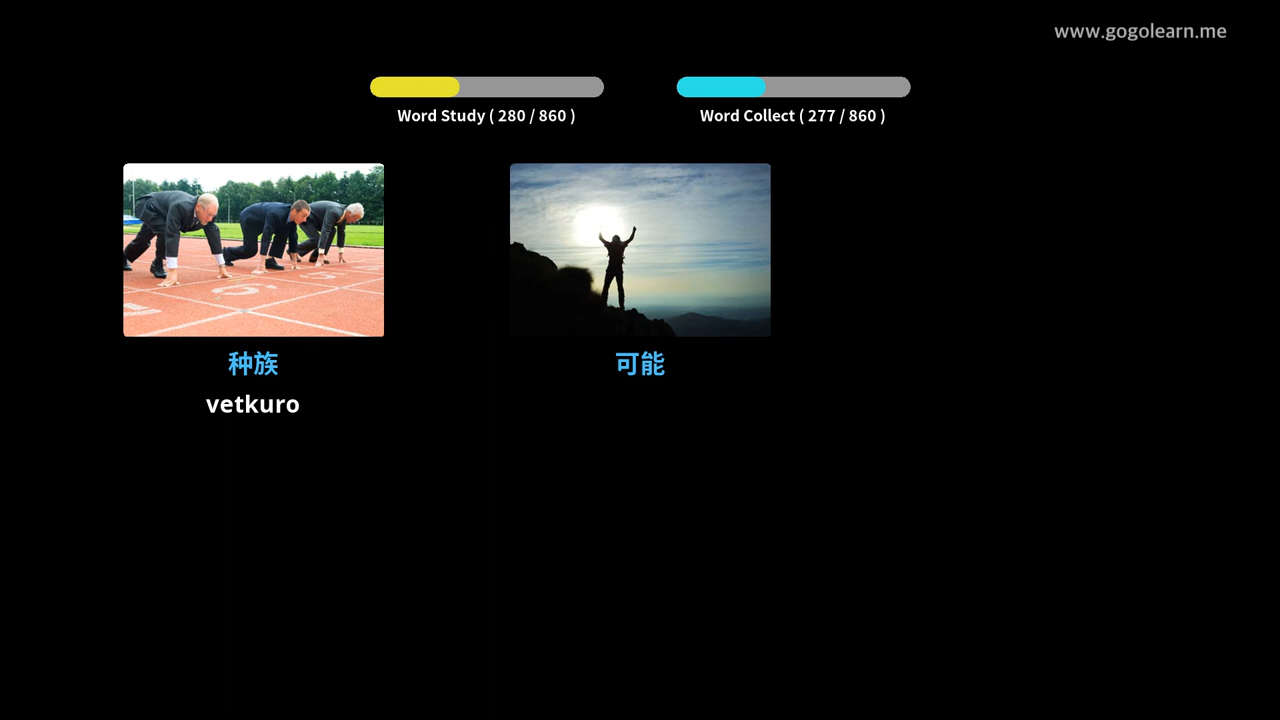 www.gogolearn.me
Word Study ( 280 / 860 )
Word Collect ( 277 / 860 )
种族
可能
vetkuro